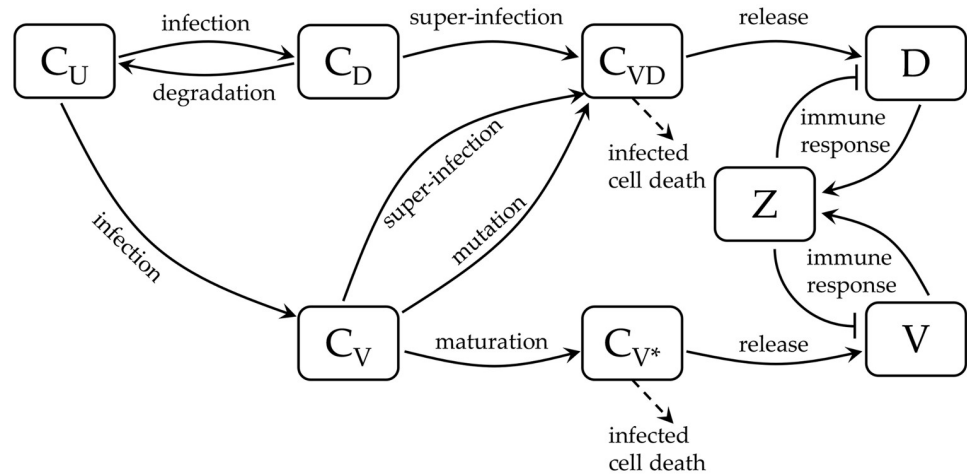 infection
super-infection
release
C_U
C_D
C_VD
D
degradation
immune
response
infected
cell death
super-infection
Z
infection
mutation
immune
response
C_V
maturation
C_V*
release
V
infected
cell death